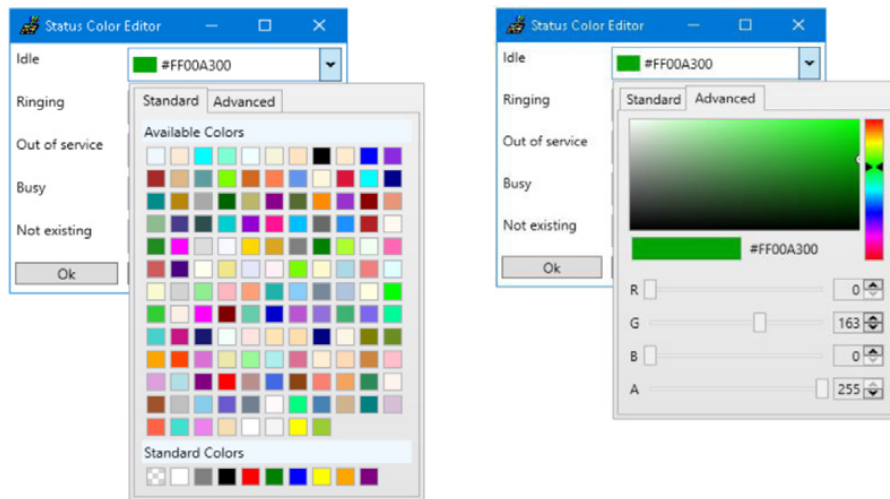 Status Color Editor
Idle
#FF00A300
Ringing
Standard
Advanced
Available Colors
Out of service
Busy
Not existing
Ok
Standard Colors
Status Color Editor
Idle
#FF00A300
Ringing
Standard
Advanced
Out of service
Busy
Not existing
#FF00A300
Ok
R
0
G
163
B
0
A
255